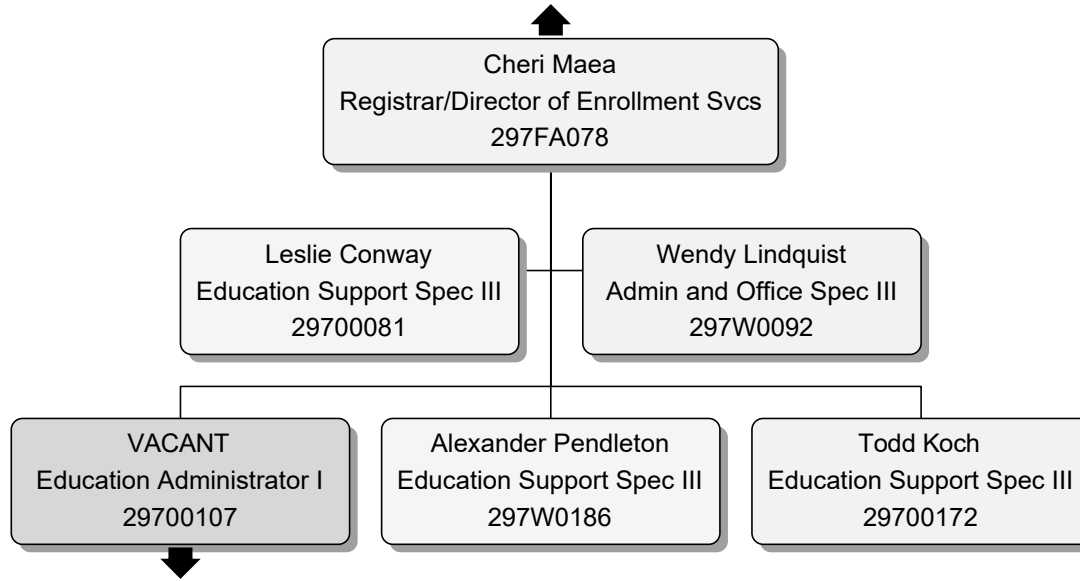 Cheri Maea
Registrar/Director of Enrollment Svcs
297FA078
Leslie Conway
Education Support Spec III
29700081
Wendy Lindquist
Admin and Office Spec III
297W0092
VACANT
Education Administrator I
29700107
Alexander Pendleton
Education Support Spec III
297W0186
Todd Koch
Education Support Spec III
29700172